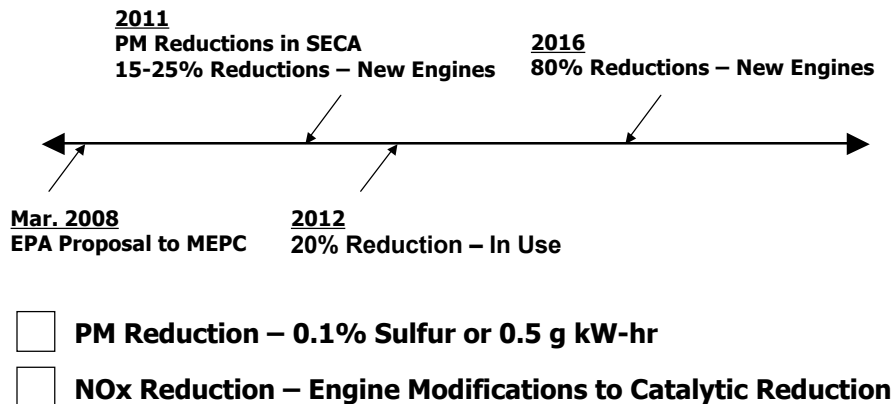 2011
PM Reductions in SECA
15-25% Reductions – New Engines
2016
80% Reductions – New Engines
Mar. 2008
EPA Proposal to MEPC
2012
20% Reduction – In Use
PM Reduction – 0.1% Sulfur or 0.5 g kW-hr
NOx Reduction – Engine Modifications to Catalytic Reduction